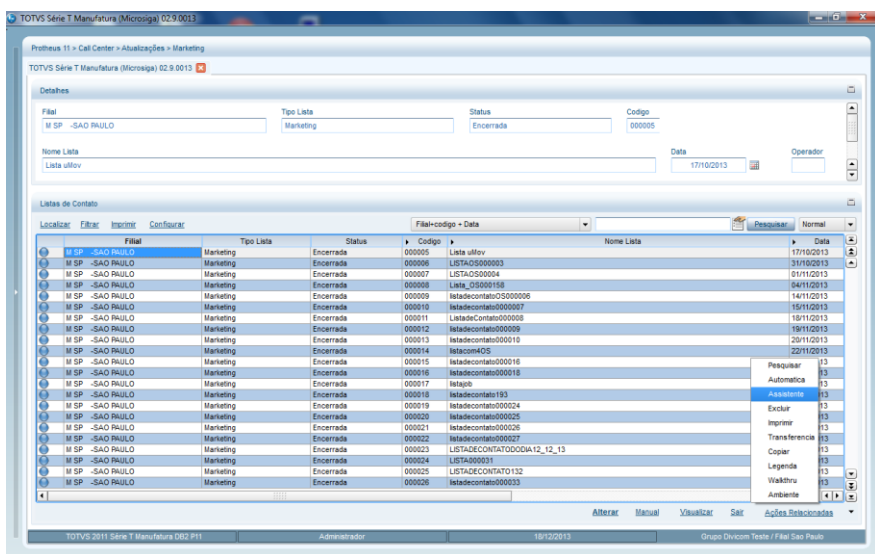 TOTVS Série T Manufatura (Microsiga) 02.9.0013
Protheus 11 > Call Center > Atualizações > Marketing
TOTVS Série T Manufatura (Microsiga) 02.9.0013
Detalhes
Filial Tipo Lista Status Codigo
M SP -SAO PAULO Marketing Encerrada 000005
Nome Lista Data Operador
Lista uMov 17/10/2013
Listas de Contato
Localizar Filtrar Imprimir Configurar Filial+codigo + Data Pesquisar Normal
Filial Tipo Lista Status Codigo Nome Lista Data
M SP -SAO PAULO Marketing Encerrada 000005 Lista uMov 17/10/2013
M SP -SAO PAULO Marketing Encerrada 000006 LISTAOS000003 31/10/2013
M SP -SAO PAULO Marketing Encerrada 000007 LISTAOS00004 01/11/2013
M SP -SAO PAULO Marketing Encerrada 000008 Lista_OS000158 04/11/2013
M SP -SAO PAULO Marketing Encerrada 000009 listadecontatoOS000006 14/11/2013
M SP -SAO PAULO Marketing Encerrada 000010 listadecontato0000007 15/11/2013
M SP -SAO PAULO Marketing Encerrada 000011 ListadeContato000008 18/11/2013
M SP -SAO PAULO Marketing Encerrada 000012 listadecontato000009 19/11/2013
M SP -SAO PAULO Marketing Encerrada 000013 listadecontato000010 20/11/2013
M SP -SAO PAULO Marketing Encerrada 000014 listacom4OS 22/11/2013
M SP -SAO PAULO Marketing Encerrada 000015 listadecontato000016 13
M SP -SAO PAULO Marketing Encerrada 000016 listadecontato000018 13
M SP -SAO PAULO Marketing Encerrada 000017 listajob 13
M SP -SAO PAULO Marketing Encerrada 000018 listadecontato193 13
M SP -SAO PAULO Marketing Encerrada 000019 listadecontato000024 13
M SP -SAO PAULO Marketing Encerrada 000020 listadecontato000025 13
M SP -SAO PAULO Marketing Encerrada 000021 listadecontato000026 13
M SP -SAO PAULO Marketing Encerrada 000022 listadecontato000027 13
M SP -SAO PAULO Marketing Encerrada 000023 LISTADECONTATODODIA12_12_13 13
M SP -SAO PAULO Marketing Encerrada 000024 LISTA000031 13
M SP -SAO PAULO Marketing Encerrada 000025 LISTADECONTATO132 13
M SP -SAO PAULO Marketing Encerrada 000026 listadecontato000033 13
Pesquisar
Automatica
Assistente
Excluir
Imprimir
Transferencia
Copiar
Legenda
Walkthru
Ambiente
Alterar Manual Visualizar Sair Ações Relacionadas
TOTVS 2011 Série T Manufatura DB2 P11 Administrador 18/12/2013 Grupo Divicom Teste / Filial Sao Paulo